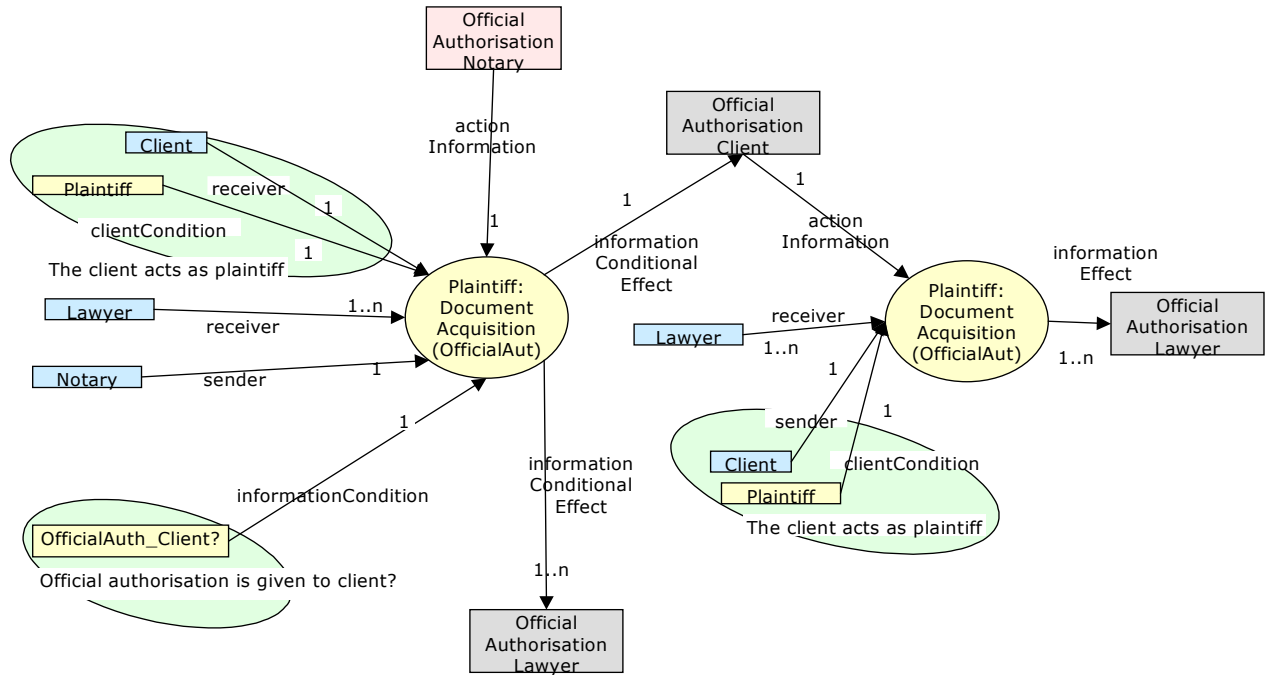 Official
Authorisation
Notary
action
Information
1
Client
Plaintiff
receiver
1
clientCondition
1
The client acts as plaintiff
Lawyer
receiver
1..n
Notary
sender
1
Plaintiff:
Document
Acquisition
(OfficialAut)
1
informationCondition
OfficialAuth_Client?
Official authorisation is given to client?
information
Conditional
Effect
1..n
Official
Authorisation
Lawyer
1
information
Conditional
Effect
Official
Authorisation
Client
1
action
Information
Lawyer
receiver
1..n
Plaintiff:
Document
Acquisition
(OfficialAut)
information
Effect
1..n
Official
Authorisation
Lawyer
1
sender
1
Client
clientCondition
Plaintiff
The client acts as plaintiff